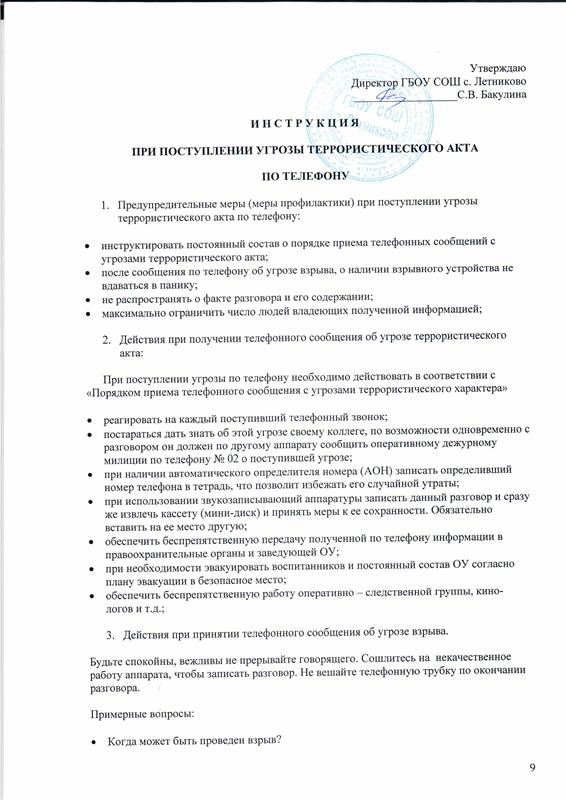 Утверждаю
Директор ГБОУ СОШ с. Летниково
С.В. Бакулина
ГБОУ СОШ
с. Летниково
И Н С Т Р У К Ц И Я
ПРИ ПОСТУПЛЕНИИ УГРОЗЫ ТЕРРОРИСТИЧЕСКОГО АКТА
ПО ТЕЛЕФОНУ
1. Предупредительные меры (меры профилактики) при поступлении угрозы
террористического акта по телефону:
• инструктировать постоянный состав о порядке приема телефонных сообщений с
угрозами террористического акта;
• после сообщения по телефону об угрозе взрыва, о наличии взрывного устройства не
вдаваться в панику;
• не распространять о факте разговора и его содержании;
• максимально ограничить число людей владеющих полученной информацией;
2. Действия при получении телефонного сообщения об угрозе террористического
акта:
При поступлении угрозы по телефону необходимо действовать в соответствии с
«Порядком приема телефонного сообщения с угрозами террористического характера»
• реагировать на каждый поступивший телефонный звонок;
• постараться дать знать об этой угрозе своему коллеге, по возможности одновременно с
разговором он должен по другому аппарату сообщить оперативному дежурному
милиции по телефону № 02 о поступившей угрозе;
• при наличии автоматического определителя номера (АОН) записать определивший
номер телефона в тетрадь, что позволит избежать его случайной утраты;
• при использовании звукозаписывающей аппаратуры записать данный разговор и сразу
же извлечь кассету (мини-диск) и принять меры к ее сохранности. Обязательно
вставить на ее место другую;
• обеспечить беспрепятственную передачу полученной по телефону информации в
правоохранительные органы и заведующей ОУ;
• при необходимости эвакуировать воспитанников и постоянный состав ОУ согласно
плану эвакуации в безопасное место;
• обеспечить беспрепятственную работу оперативно – следственной группы, кино-
логов и т.д.;
3. Действия при принятии телефонного сообщения об угрозе взрыва.
Будьте спокойны, вежливы не прерывайте говорящего. Сошлитесь на некачественное
работу аппарата, чтобы записать разговор. Не вешайте телефонную трубку по окончании
разговора.
Примерные вопросы:
• Когда может быть проведен взрыв?
9